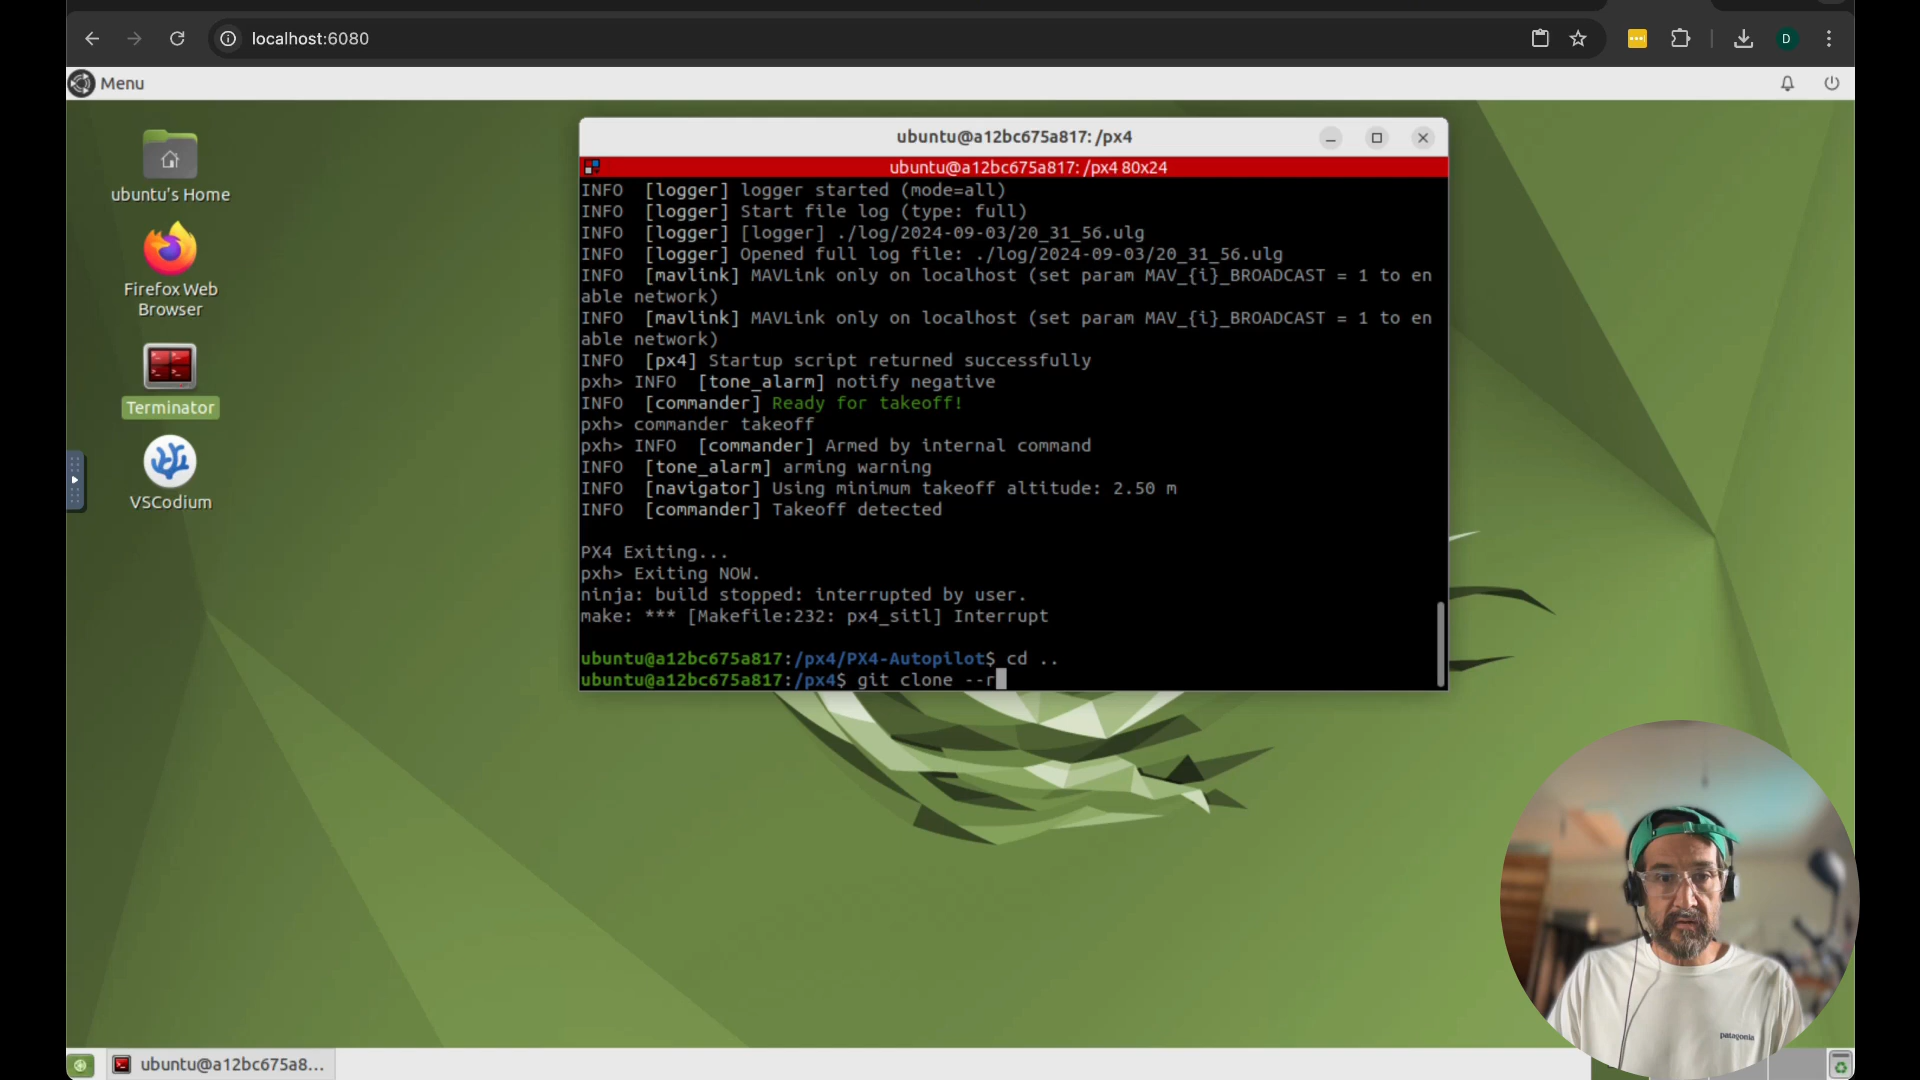 localhost:6080
D
Menu
ubuntu's Home
Firefox Web
Browser
Terminator
VSCodium
ubuntu@a12bc675a817: /px4
ubuntu@a12bc675a817: /px4 80x24
INFO  [logger] logger started (mode=all)
INFO  [logger] Start file log (type: full)
INFO  [logger] [logger] ./log/2024-09-03/20_31_56.ulg
INFO  [logger] Opened full log file: ./log/2024-09-03/20_31_56.ulg
INFO  [mavlink] MAVLink only on localhost (set param MAV_{i}_BROADCAST = 1 to en
able network)
INFO  [mavlink] MAVLink only on localhost (set param MAV_{i}_BROADCAST = 1 to en
able network)
INFO  [px4] Startup script returned successfully
pxh> INFO  [tone_alarm] notify negative
INFO  [commander] Ready for takeoff!
pxh> commander takeoff
pxh> INFO  [commander] Armed by internal command
INFO  [tone_alarm] arming warning
INFO  [navigator] Using minimum takeoff altitude: 2.50 m
INFO  [commander] Takeoff detected
PX4 Exiting...
pxh> Exiting NOW.
ninja: build stopped: interrupted by user.
make: *** [Makefile:232: px4_sitl] Interrupt
ubuntu@a12bc675a817:/px4/PX4-Autopilot$ cd ..
ubuntu@a12bc675a817:/px4$ git clone --r
patagonia
ubuntu@a12bc675a8...